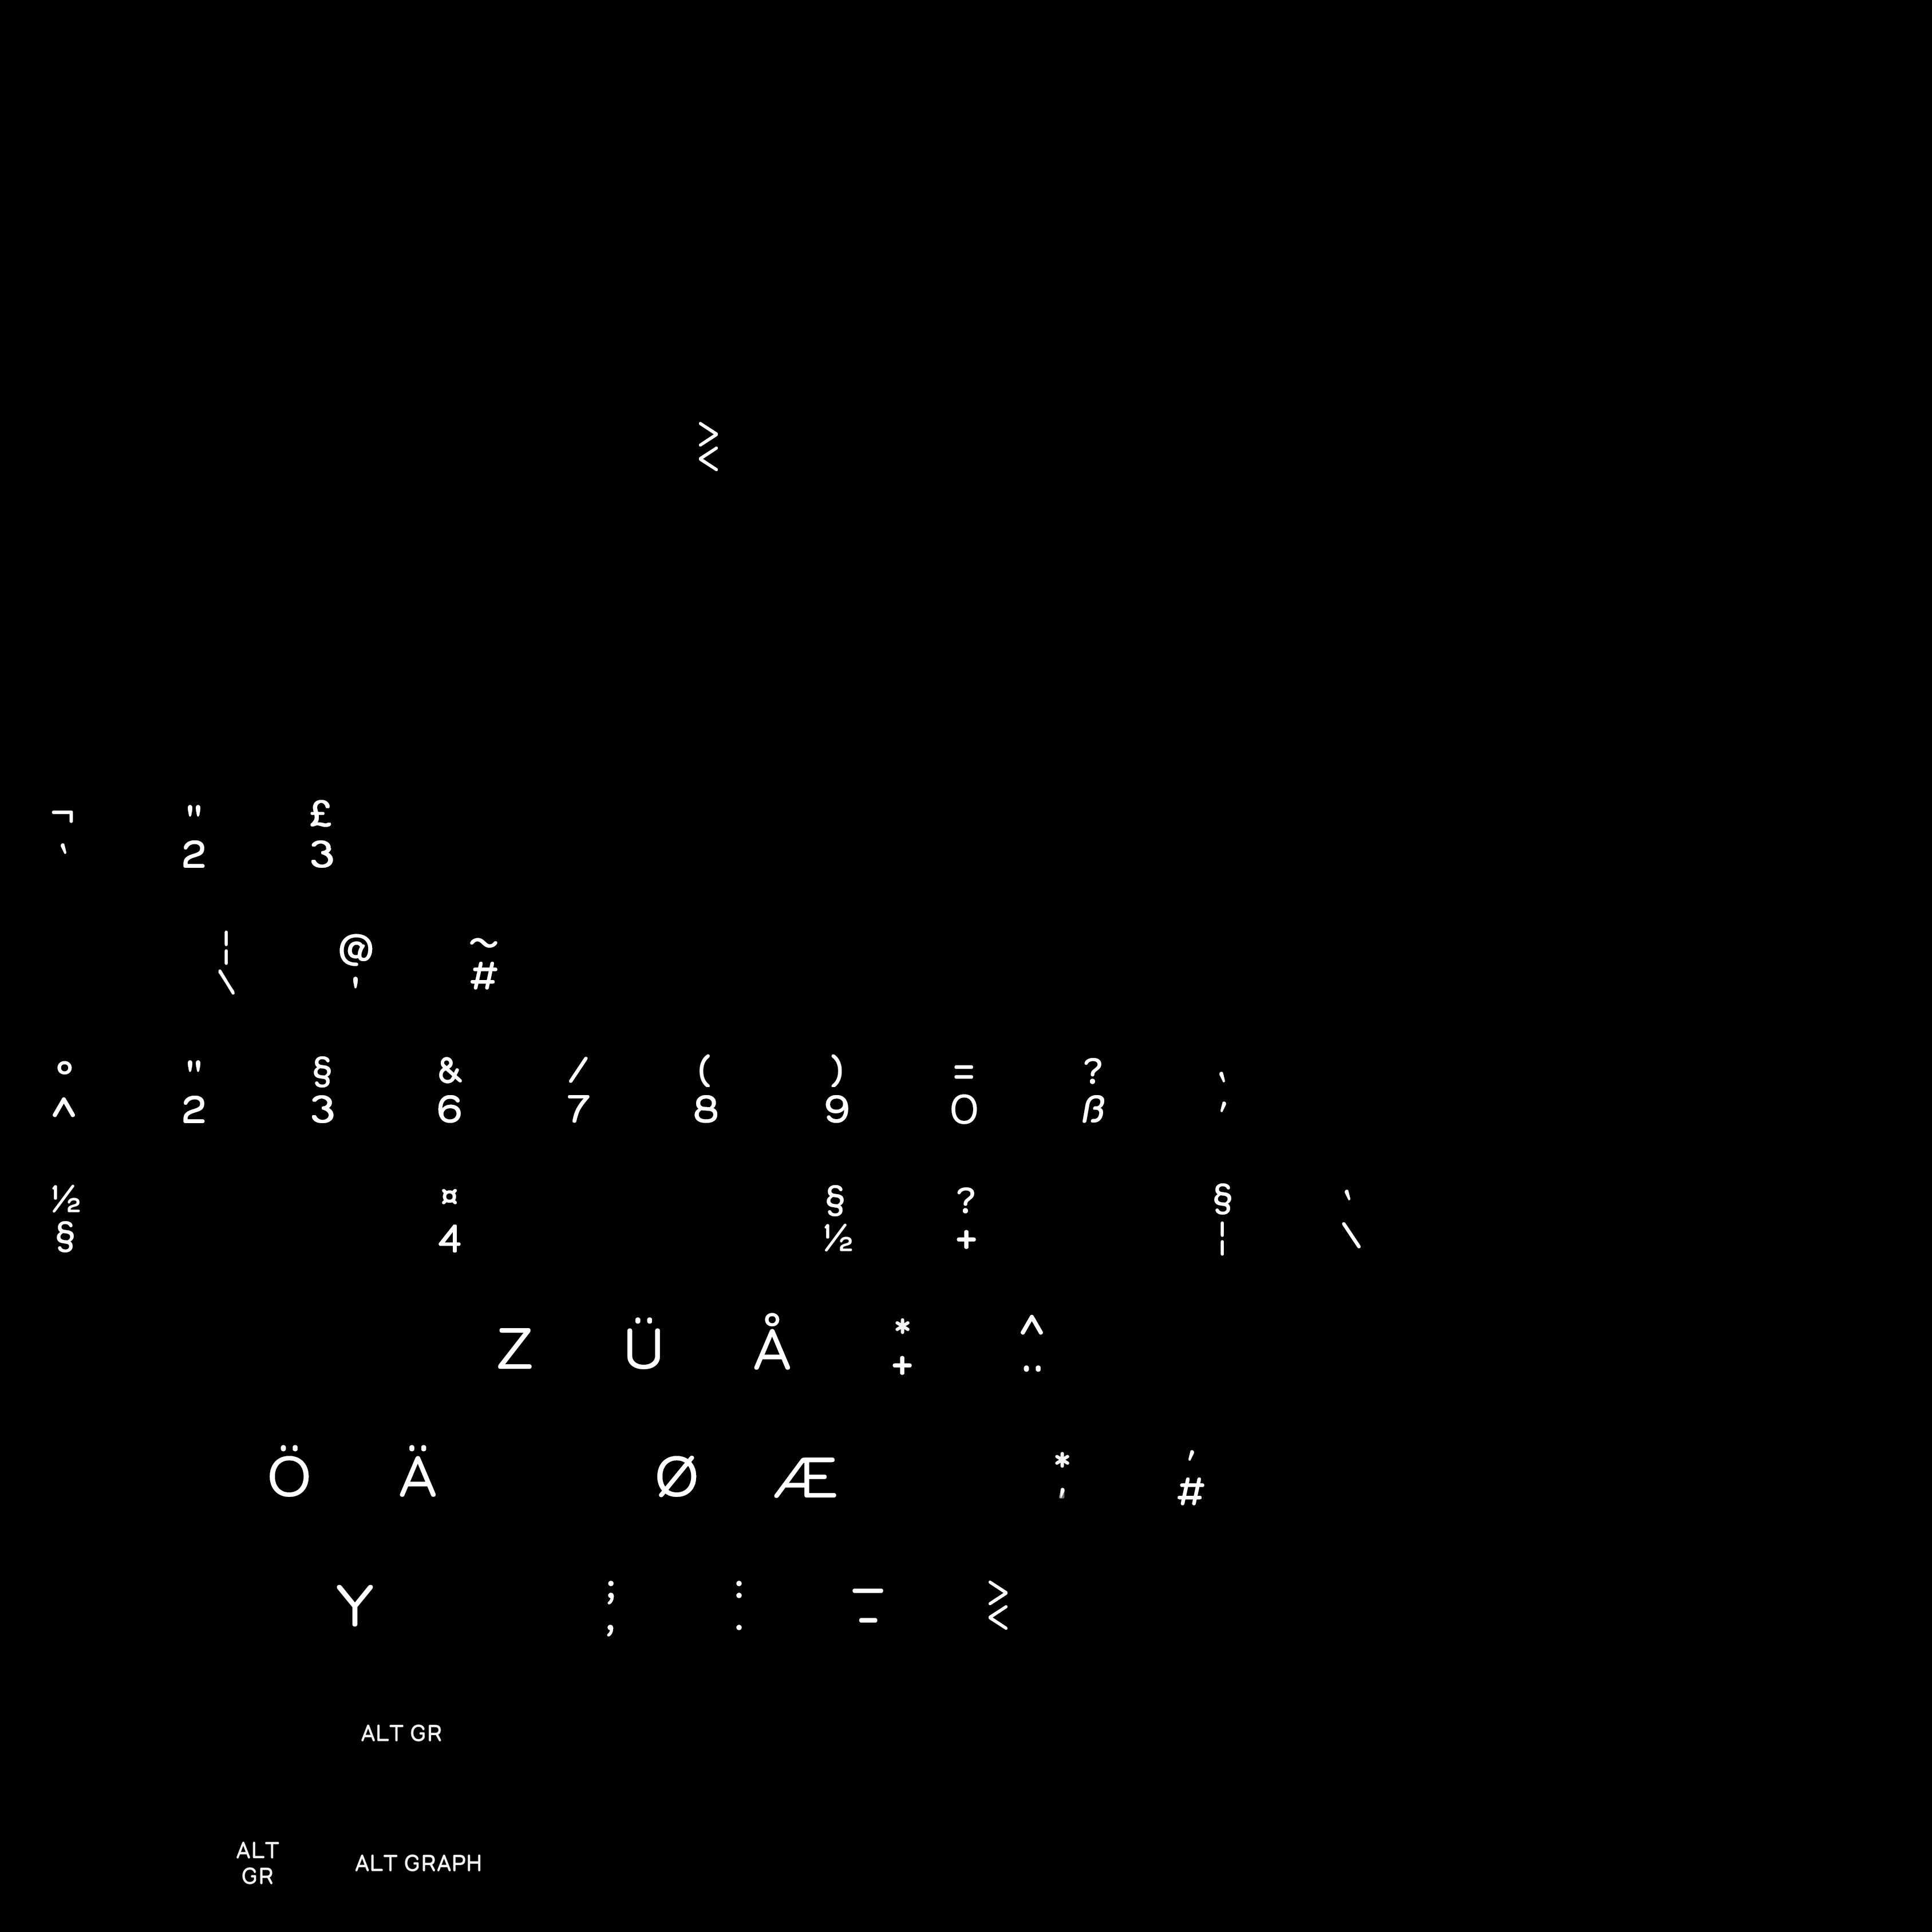 >
<
¬ " £
` 2 3
¦ @ ~
\ ' #
° " § & / ( ) = ? `
^ 2 3 6 7 8 9 0 ß ´
½ ¤ § ? § `
§ 4 ½ + ¦ \
Z Ü Å * ^
+ ¨
Ö Ä Ø Æ * '
' #
Y ; : _ >
, . - <
ALT GR
ALT
GR
ALT GRAPH